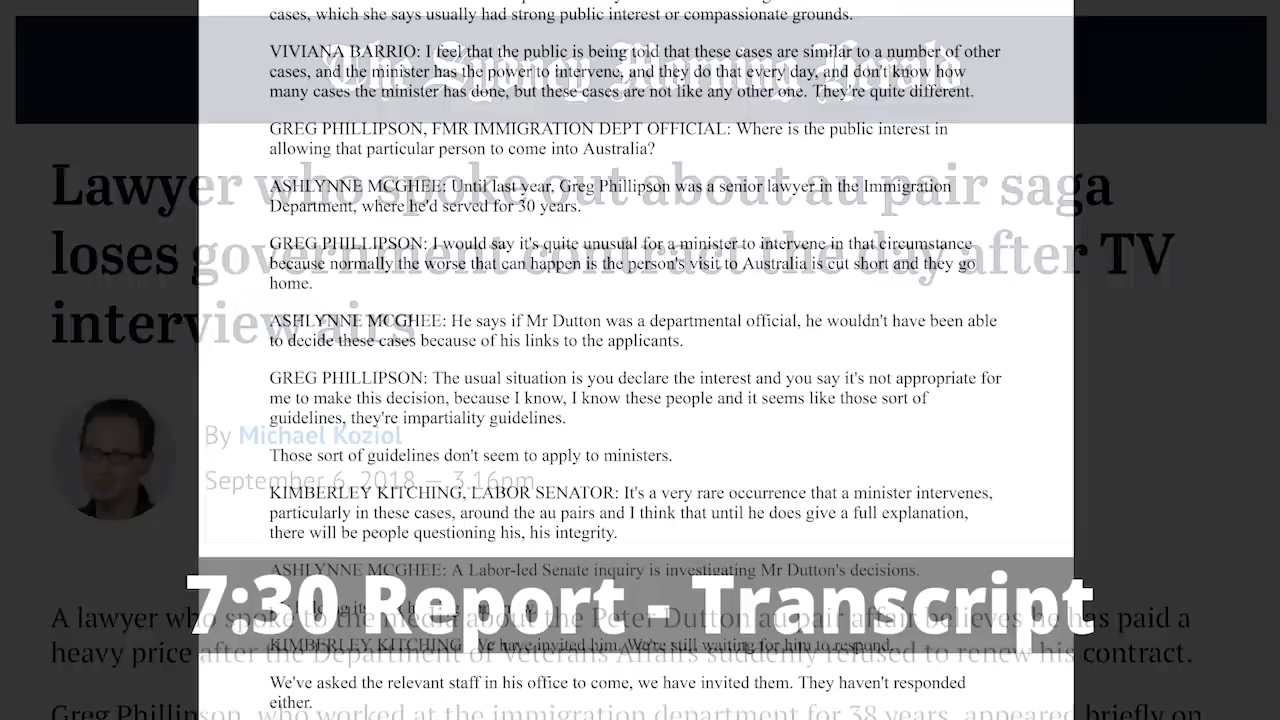 cases, which she says usually had strong public interest or compassionate grounds.
The Sydney Morning Herald
VIVIANA BARRIO: I feel that the public is being told that these cases are similar to a number of other
cases, and the minister has the power to intervene, and they do that every day, and don't know how
many cases the minister has done, but these cases are not like any other one. They're quite different.
GREG PHILLIPSON, FMR IMMIGRATION DEPT OFFICIAL: Where is the public interest in
allowing that particular person to come into Australia?
Lawyer who spoke out about au pair saga
loses government contract the day after TV
interview airs
ASHLYNNE MCGHEE: Until last year, Greg Phillipson was a senior lawyer in the Immigration
Department, where he'd served for 30 years.
GREG PHILLIPSON: I would say it's quite unusual for a minister to intervene in that circumstance
because normally the worse that can happen is the person's visit to Australia is cut short and they go
home.
ASHLYNNE MCGHEE: He says if Mr Dutton was a departmental official, he wouldn't have been able
to decide these cases because of his links to the applicants.
GREG PHILLIPSON: The usual situation is you declare the interest and you say it's not appropriate for
me to make this decision, because I know, I know these people and it seems like those sort of
guidelines, they're impartiality guidelines.
By Michael Koziol
September 6, 2018 — 3.16pm
Those sort of guidelines don't seem to apply to ministers.
KIMBERLEY KITCHING, LABOR SENATOR: It's a very rare occurrence that a minister intervenes,
particularly in these cases, around the au pairs and I think that until he does give a full explanation,
there will be people questioning his, his integrity.
ASHLYNNE MCGHEE: A Labor-led Senate inquiry is investigating Mr Dutton's decisions.
7:30 Report - Transcript
A lawyer who spoke to the media about the Peter Dutton au pair affair believes he has paid a
heavy price after the Department of Veterans Affairs suddenly refused to renew his contract.
KIMBERLEY KITCHING We have invited him. We're still waiting for him to respond.
We've asked the relevant staff in his office to come, we have invited them. They haven't responded
either.
Greg Phillipson, who worked at the immigration department for 38 years, appeared briefly on